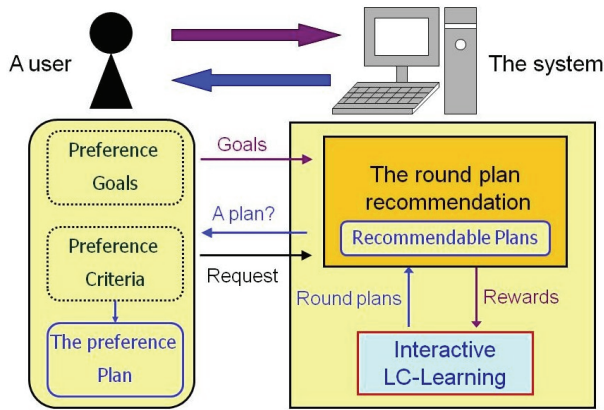 A user
The system
Preference
Goals
Goals
The round plan
recommendation
A plan?
Recommendable Plans
Preference
Criteria
Request
Round plans
Rewards
The preference
Plan
Interactive
LC-Learning